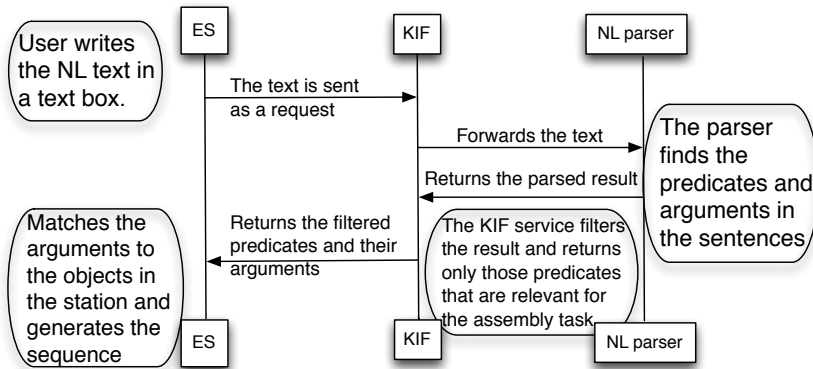 ES
KIF
NL parser
User writes
the NL text in
a text box.
The text is sent
as a request
Forwards the text
The parser
finds the
predicates and
arguments in
the sentences
Returns the parsed result
Returns the filtered
predicates and their
arguments
The KIF service filters
the result and returns
only those predicates
that are relevant for
the assembly task
Matches the
arguments to
the objects in
the station and
generates the
sequence
ES
KIF
NL parser